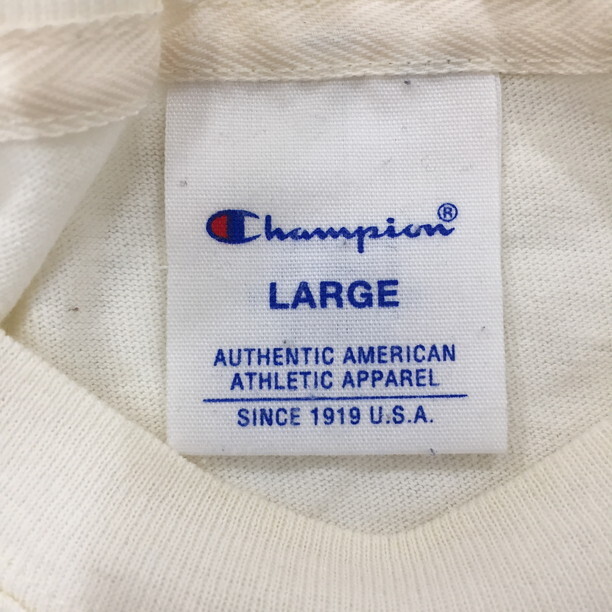 Champion®
LARGE
AUTHENTIC AMERICAN
ATHLETIC APPAREL
SINCE 1919 U.S.A.